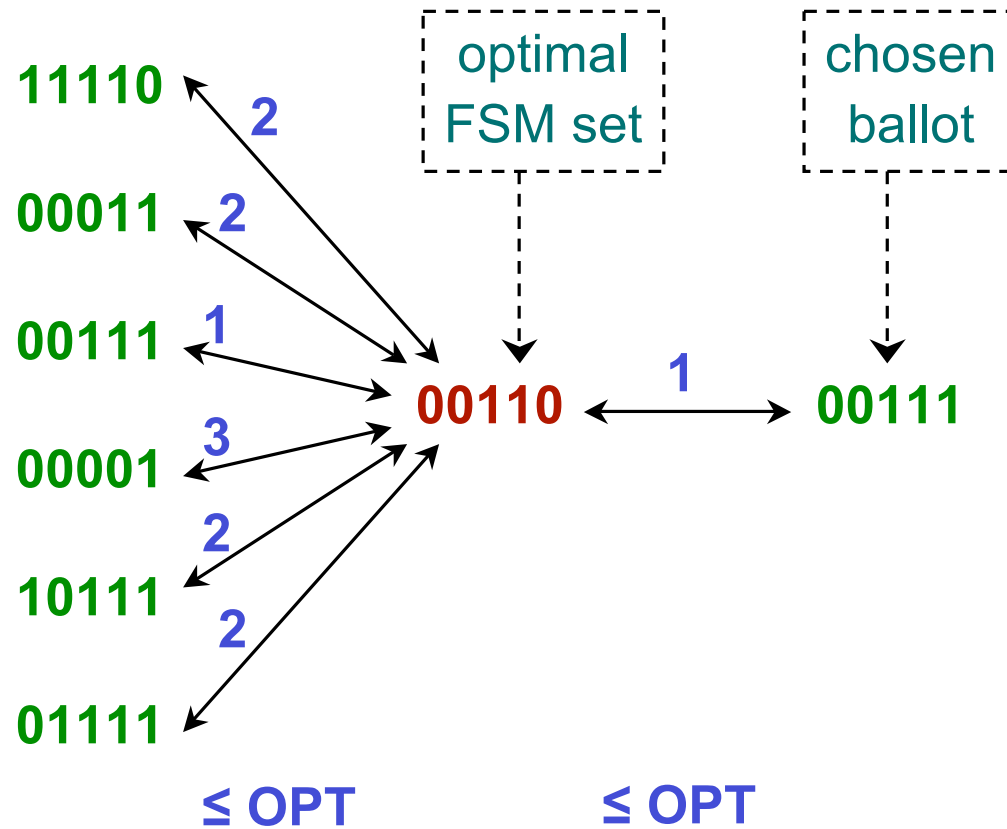 optimal
FSM set
chosen
ballot
11110
2
00011
2
00111
1
00110
1
00111
00001
3
10111
2
01111
2
≤ OPT
≤ OPT